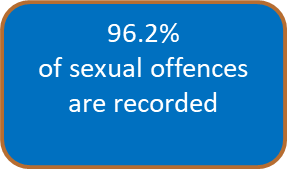 96.2%
of sexual offences
are recorded